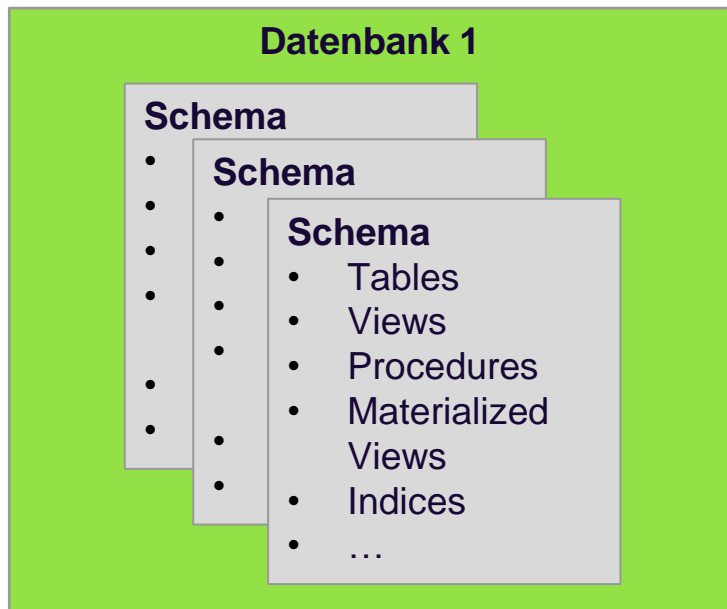 Datenbank 1
Schema
•
•
•
•
•
•
Schema
•
•
•
•
•
•
Schema
• Tables
• Views
• Procedures
• Materialized
Views
• Indices
• …